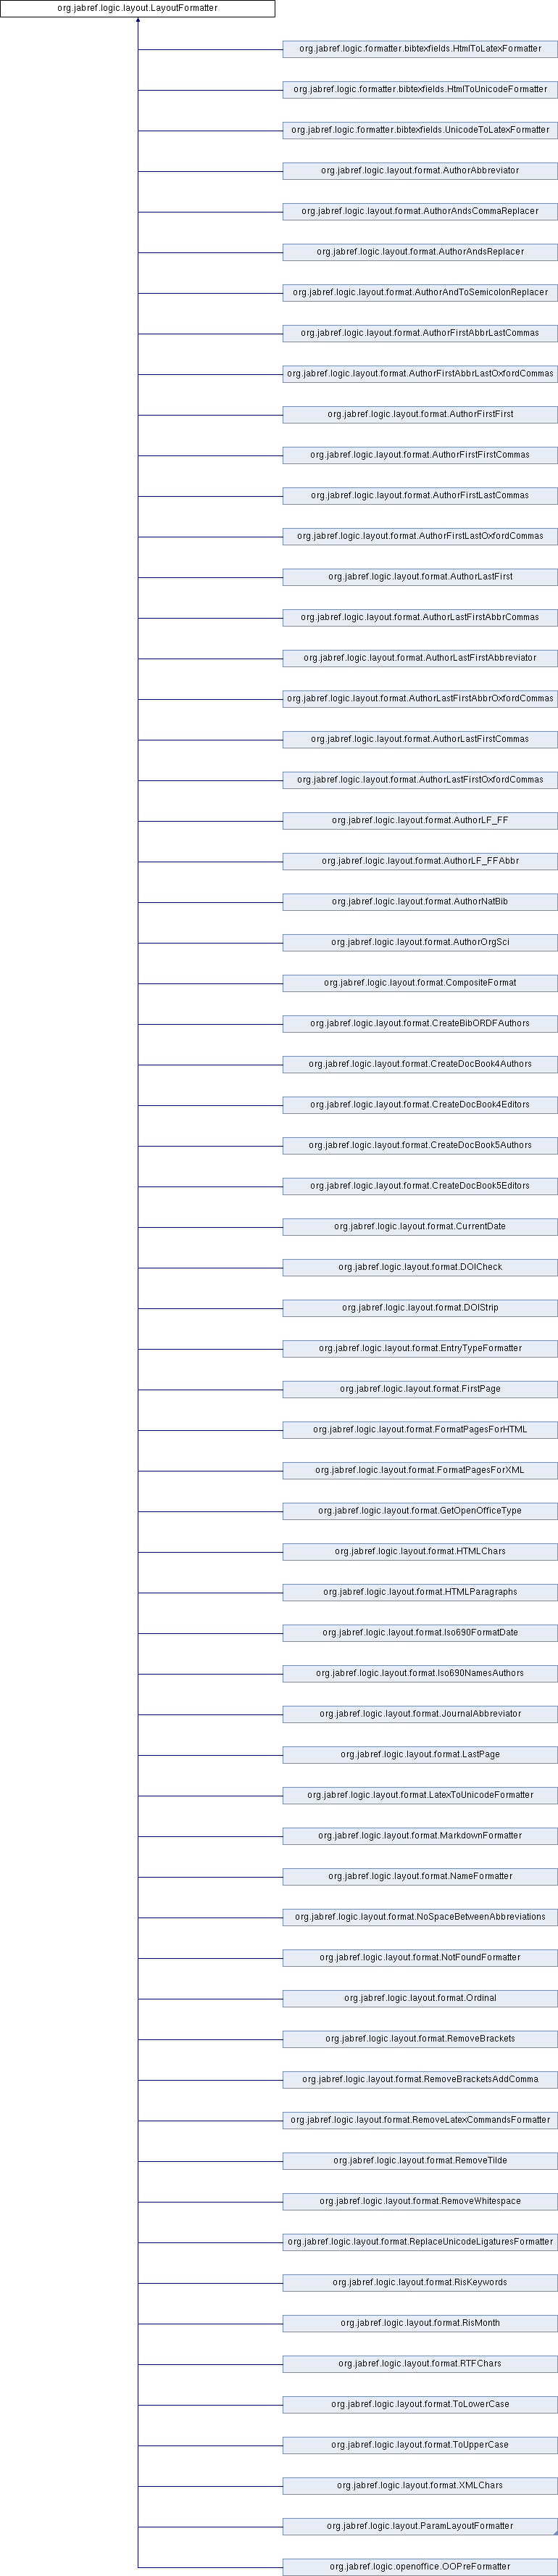 org.jabref.logic.layout.LayoutFormatter
org.jabref.logic.formatter.bibtexfields.HtmlToLatexFormatter
org.jabref.logic.formatter.bibtexfields.HtmlToUnicodeFormatter
org.jabref.logic.formatter.bibtexfields.UnicodeToLatexFormatter
org.jabref.logic.layout.format.AuthorAbbreviator
org.jabref.logic.layout.format.AuthorAndsCommaReplacer
org.jabref.logic.layout.format.AuthorAndsReplacer
org.jabref.logic.layout.format.AuthorAndToSemicolonReplacer
org.jabref.logic.layout.format.AuthorFirstAbbrLastCommas
org.jabref.logic.layout.format.AuthorFirstAbbrLastOxfordCommas
org.jabref.logic.layout.format.AuthorFirstFirst
org.jabref.logic.layout.format.AuthorFirstFirstCommas
org.jabref.logic.layout.format.AuthorFirstLastCommas
org.jabref.logic.layout.format.AuthorFirstLastOxfordCommas
org.jabref.logic.layout.format.AuthorLastFirst
org.jabref.logic.layout.format.AuthorLastFirstAbbrCommas
org.jabref.logic.layout.format.AuthorLastFirstAbbreviator
org.jabref.logic.layout.format.AuthorLastFirstAbbrOxfordCommas
org.jabref.logic.layout.format.AuthorLastFirstCommas
org.jabref.logic.layout.format.AuthorLastFirstOxfordCommas
org.jabref.logic.layout.format.AuthorLF_FF
org.jabref.logic.layout.format.AuthorLF_FFAbbr
org.jabref.logic.layout.format.AuthorNatBib
org.jabref.logic.layout.format.AuthorOrgSci
org.jabref.logic.layout.format.CompositeFormat
org.jabref.logic.layout.format.CreateBibORDFAuthors
org.jabref.logic.layout.format.CreateDocBook4Authors
org.jabref.logic.layout.format.CreateDocBook4Editors
org.jabref.logic.layout.format.CreateDocBook5Authors
org.jabref.logic.layout.format.CreateDocBook5Editors
org.jabref.logic.layout.format.CurrentDate
org.jabref.logic.layout.format.DOICheck
org.jabref.logic.layout.format.DOIStrip
org.jabref.logic.layout.format.EntryTypeFormatter
org.jabref.logic.layout.format.FirstPage
org.jabref.logic.layout.format.FormatPagesForHTML
org.jabref.logic.layout.format.FormatPagesForXML
org.jabref.logic.layout.format.GetOpenOfficeType
org.jabref.logic.layout.format.HTMLChars
org.jabref.logic.layout.format.HTMLParagraphs
org.jabref.logic.layout.format.Iso690FormatDate
org.jabref.logic.layout.format.Iso690NamesAuthors
org.jabref.logic.layout.format.JournalAbbreviator
org.jabref.logic.layout.format.LastPage
org.jabref.logic.layout.format.LatexToUnicodeFormatter
org.jabref.logic.layout.format.MarkdownFormatter
org.jabref.logic.layout.format.NameFormatter
org.jabref.logic.layout.format.NoSpaceBetweenAbbreviations
org.jabref.logic.layout.format.NotFoundFormatter
org.jabref.logic.layout.format.Ordinal
org.jabref.logic.layout.format.RemoveBrackets
org.jabref.logic.layout.format.RemoveBracketsAddComma
org.jabref.logic.layout.format.RemoveLatexCommandsFormatter
org.jabref.logic.layout.format.RemoveTilde
org.jabref.logic.layout.format.RemoveWhitespace
org.jabref.logic.layout.format.ReplaceUnicodeLigaturesFormatter
org.jabref.logic.layout.format.RisKeywords
org.jabref.logic.layout.format.RisMonth
org.jabref.logic.layout.format.RTFChars
org.jabref.logic.layout.format.ToLowerCase
org.jabref.logic.layout.format.ToUpperCase
org.jabref.logic.layout.format.XMLChars
org.jabref.logic.layout.ParamLayoutFormatter
org.jabref.logic.openoffice.OOPreFormatter